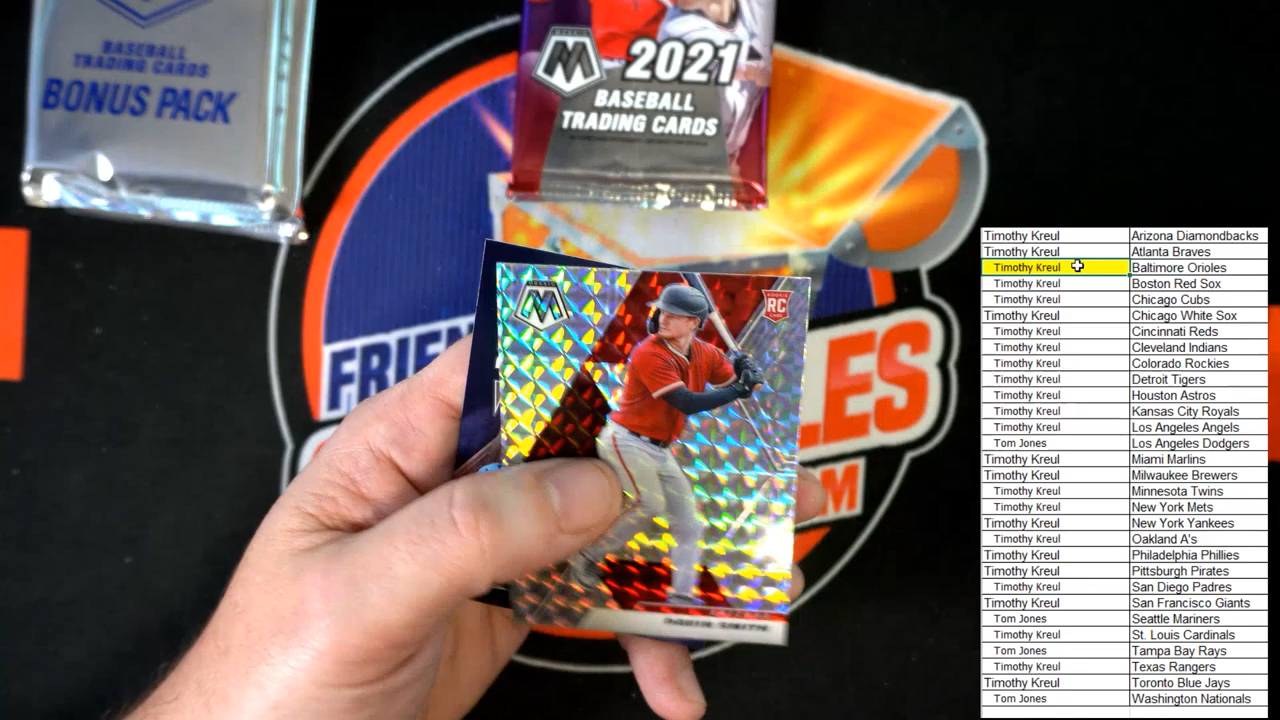 BASEBALL
TRADING CARDS
BONUS PACK
MOSAIC
M
2021
BASEBALL
TRADING CARDS
MOSAIC
M
ROOKIE
RC
CARD
PAVIN SMITH
Timothy Kreul Arizona Diamondbacks
Timothy Kreul Atlanta Braves
Timothy Kreul Baltimore Orioles
Timothy Kreul Boston Red Sox
Timothy Kreul Chicago Cubs
Timothy Kreul Chicago White Sox
Timothy Kreul Cincinnati Reds
Timothy Kreul Cleveland Indians
Timothy Kreul Colorado Rockies
Timothy Kreul Detroit Tigers
Timothy Kreul Houston Astros
Timothy Kreul Kansas City Royals
Timothy Kreul Los Angeles Angels
Tom Jones Los Angeles Dodgers
Timothy Kreul Miami Marlins
Timothy Kreul Milwaukee Brewers
Timothy Kreul Minnesota Twins
Timothy Kreul New York Mets
Timothy Kreul New York Yankees
Timothy Kreul Oakland A's
Timothy Kreul Philadelphia Phillies
Timothy Kreul Pittsburgh Pirates
Timothy Kreul San Diego Padres
Timothy Kreul San Francisco Giants
Tom Jones Seattle Mariners
Timothy Kreul St. Louis Cardinals
Tom Jones Tampa Bay Rays
Timothy Kreul Texas Rangers
Timothy Kreul Toronto Blue Jays
Tom Jones Washington Nationals